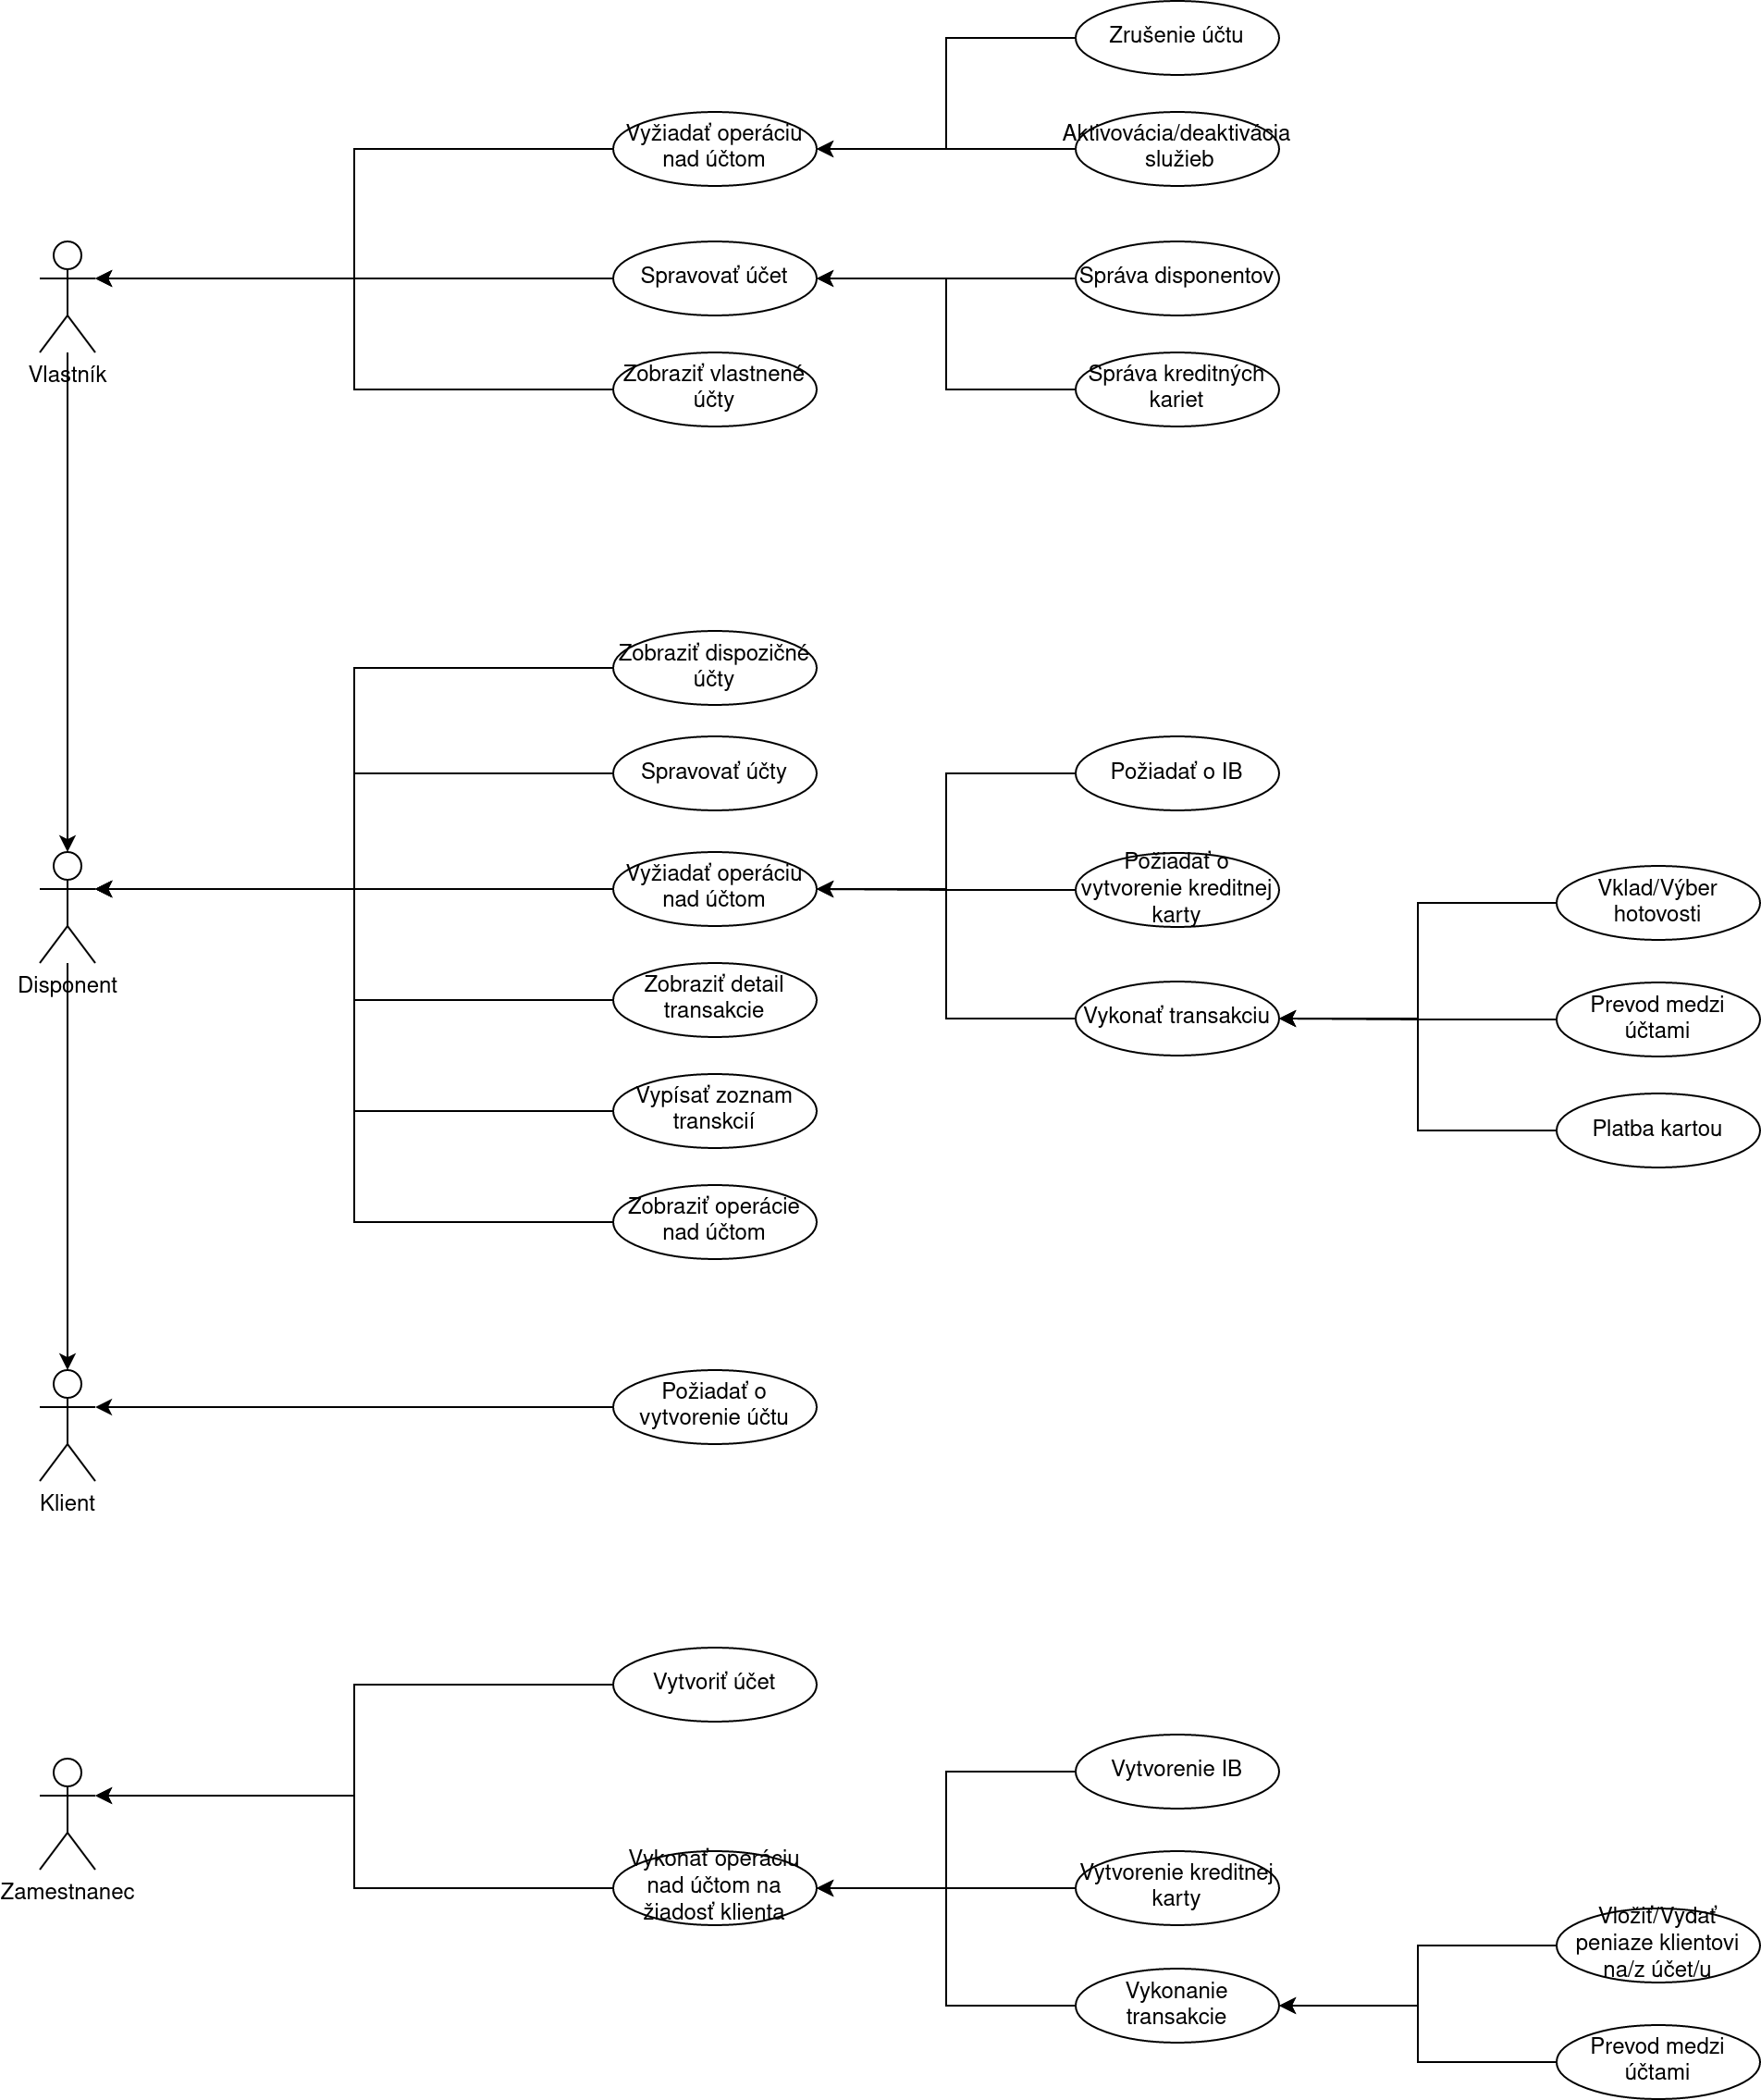 Zrušenie účtu
Vyžiadať operáciu
nad účtom
Aktivovácia/deaktivácia
služieb
Spravovať účet
Správa disponentov
Vlastník
Zobraziť vlastnené
účty
Správa kreditných
kariet
Zobraziť dispozičné
účty
Spravovať účty
Požiadať o IB
Vyžiadať operáciu
nad účtom
Požiadať o
vytvorenie kreditnej
karty
Vklad/Výber
hotovosti
Disponent
Zobraziť detail
transakcie
Vykonať transakciu
Prevod medzi
účtami
Vypísať zoznam
transkcií
Platba kartou
Zobraziť operácie
nad účtom
Požiadať o
vytvorenie účtu
Klient
Vytvoriť účet
Vytvorenie IB
Zamestnanec
Vykonať operáciu
nad účtom na
žiadosť klienta
Vytvorenie kreditnej
karty
Vložiť/Vydať
peniaze klientovi
na/z účet/u
Vykonanie
transakcie
Prevod medzi
účtami